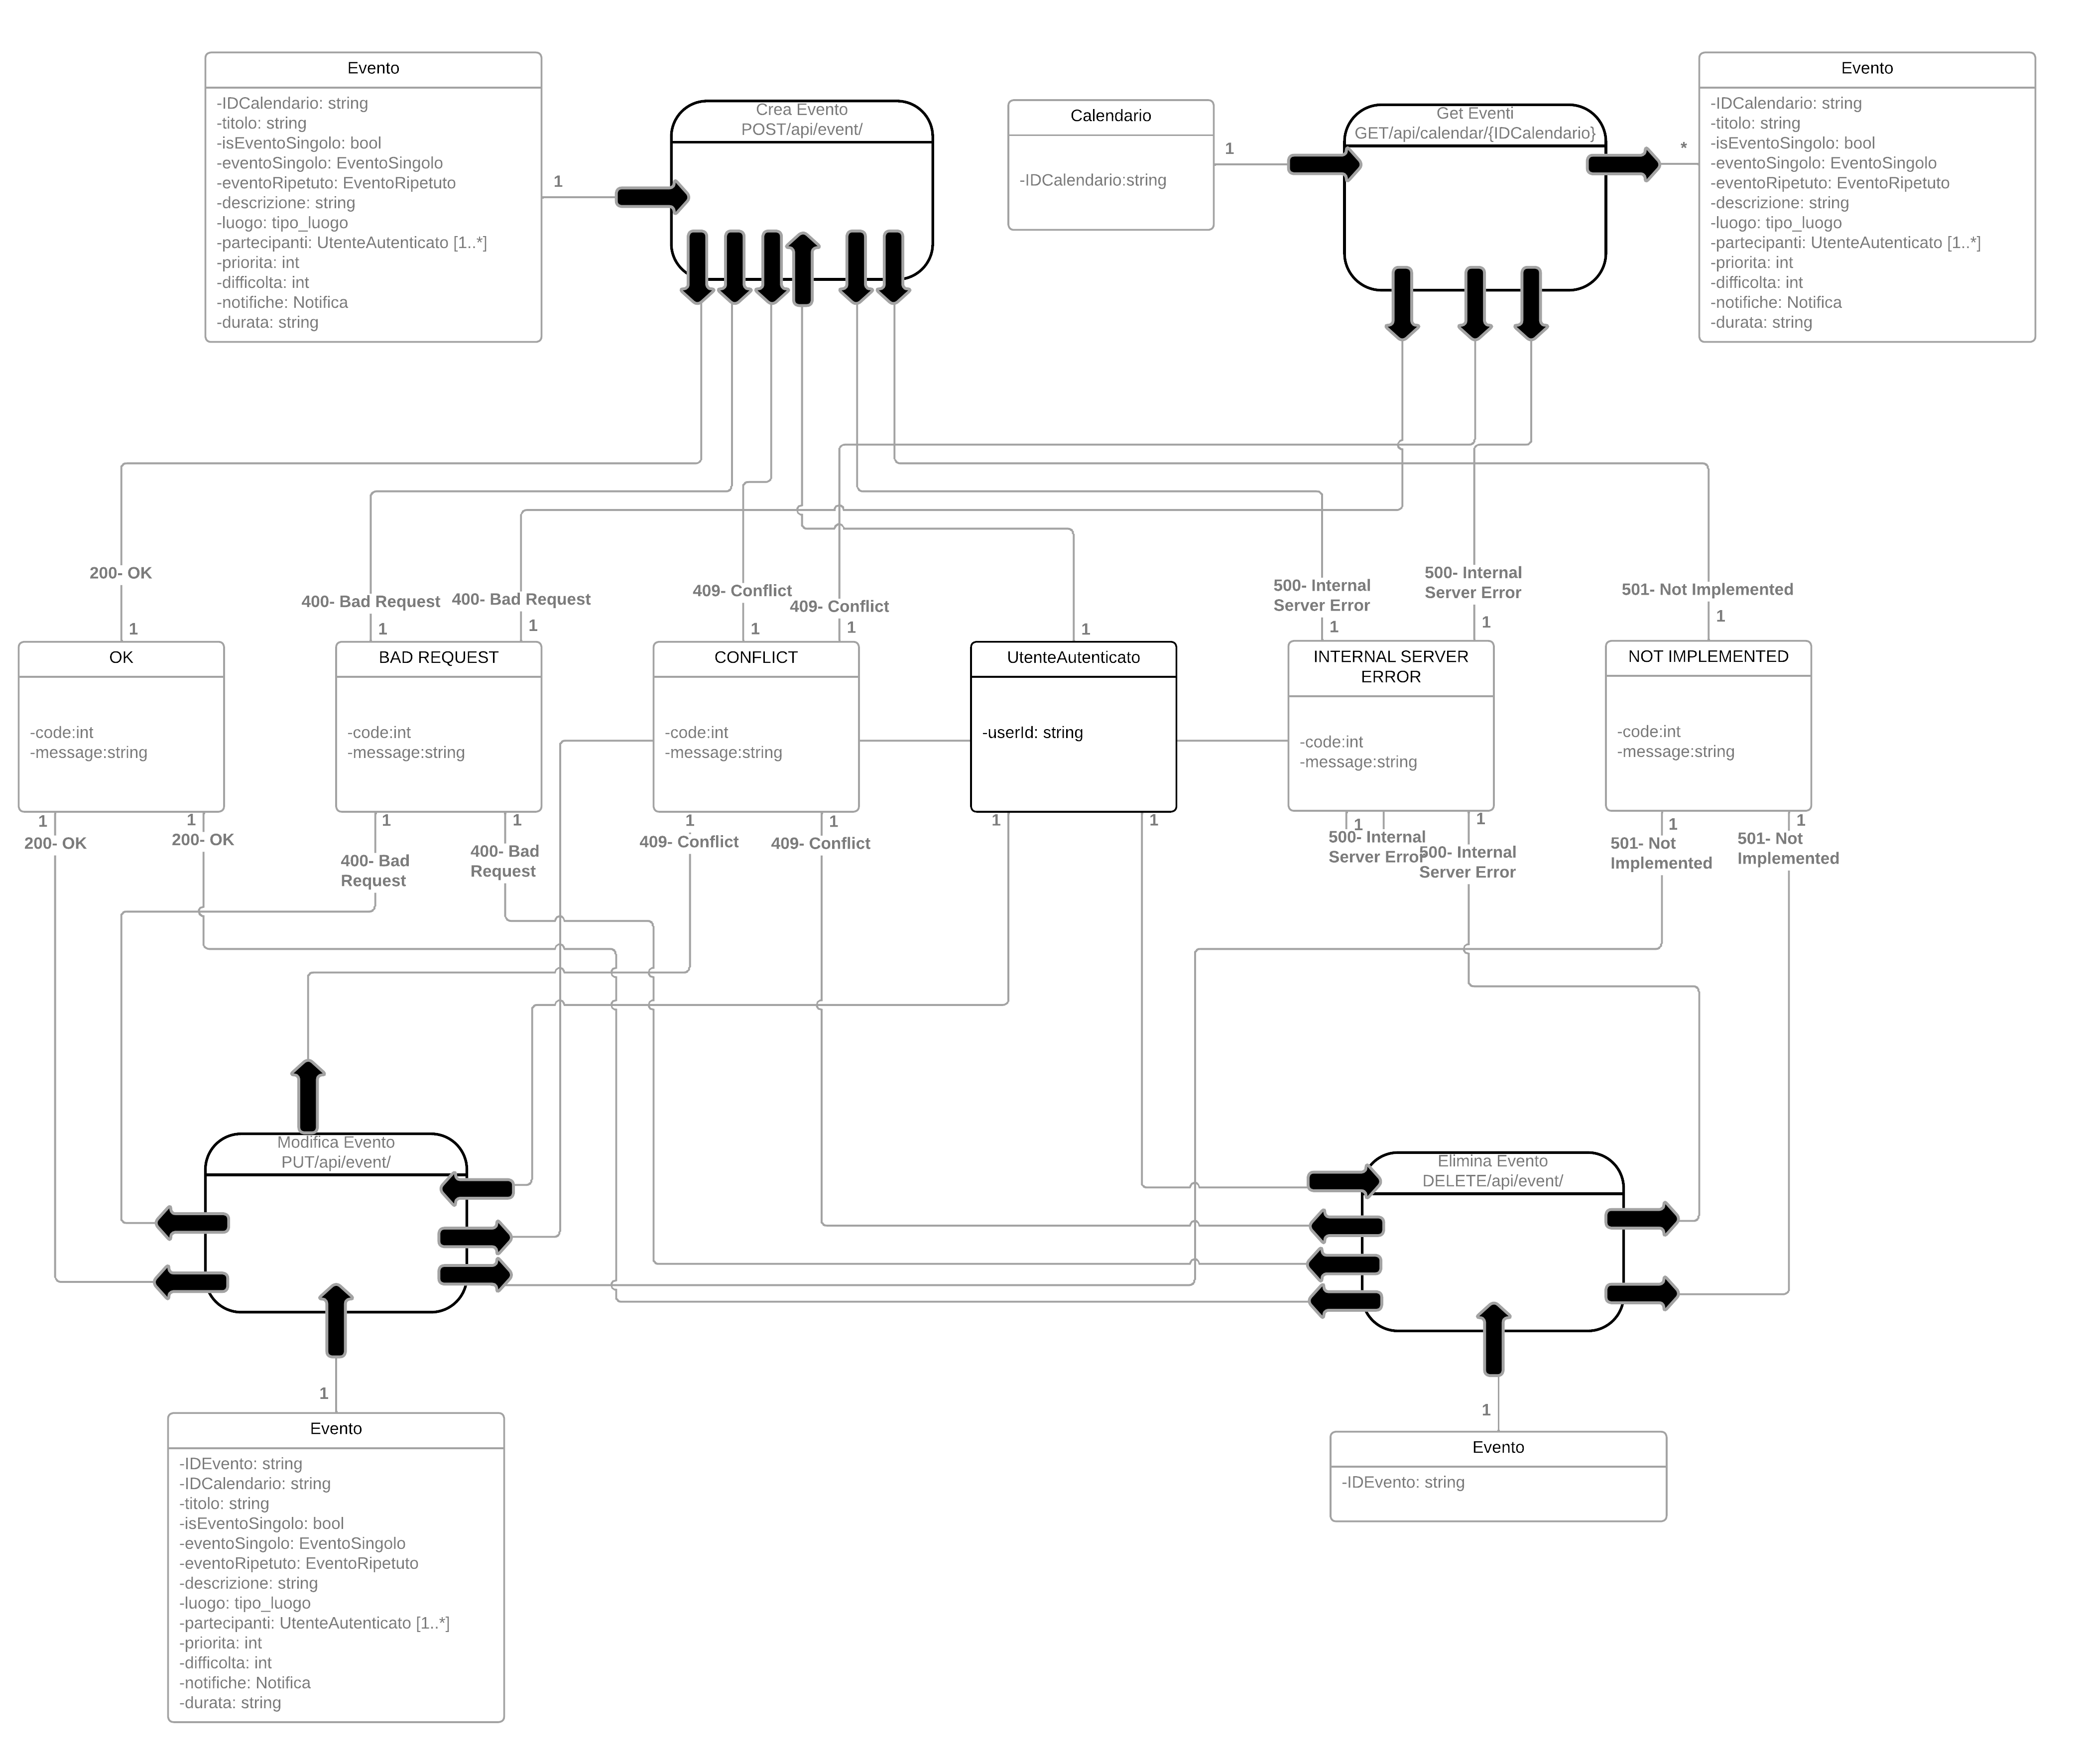 Evento
-IDCalendario: string
-titolo: string
-isEventoSingolo: bool
-eventoSingolo: EventoSingolo
-eventoRipetuto: EventoRipetuto
-descrizione: string
-luogo: tipo_luogo
-partecipanti: UtenteAutenticato [1..*]
-priorita: int
-difficolta: int
-notifiche: Notifica
-durata: string
1
Crea Evento
POST/api/event/
Calendario
-IDCalendario:string
1
Get Eventi
GET/api/calendar/{IDCalendario}
*
Evento
-IDCalendario: string
-titolo: string
-isEventoSingolo: bool
-eventoSingolo: EventoSingolo
-eventoRipetuto: EventoRipetuto
-descrizione: string
-luogo: tipo_luogo
-partecipanti: UtenteAutenticato [1..*]
-priorita: int
-difficolta: int
-notifiche: Notifica
-durata: string
200- OK
1
400- Bad Request
1
400- Bad Request
1
409- Conflict
1
409- Conflict
1
1
500- Internal
Server Error
1
500- Internal
Server Error
1
501- Not Implemented
1
OK
-code:int
-message:string
BAD REQUEST
-code:int
-message:string
CONFLICT
-code:int
-message:string
UtenteAutenticato
-userId: string
INTERNAL SERVER
ERROR
-code:int
-message:string
NOT IMPLEMENTED
-code:int
-message:string
1
200- OK
1
200- OK
1
400- Bad
Request
1
400- Bad
Request
1
409- Conflict
1
409- Conflict
1
1
1
500- Internal
Server Error
1
500- Internal
Server Error
1
501- Not
Implemented
1
501- Not
Implemented
Modifica Evento
PUT/api/event/
Elimina Evento
DELETE/api/event/
1
Evento
-IDEvento: string
-IDCalendario: string
-titolo: string
-isEventoSingolo: bool
-eventoSingolo: EventoSingolo
-eventoRipetuto: EventoRipetuto
-descrizione: string
-luogo: tipo_luogo
-partecipanti: UtenteAutenticato [1..*]
-priorita: int
-difficolta: int
-notifiche: Notifica
-durata: string
1
Evento
-IDEvento: string